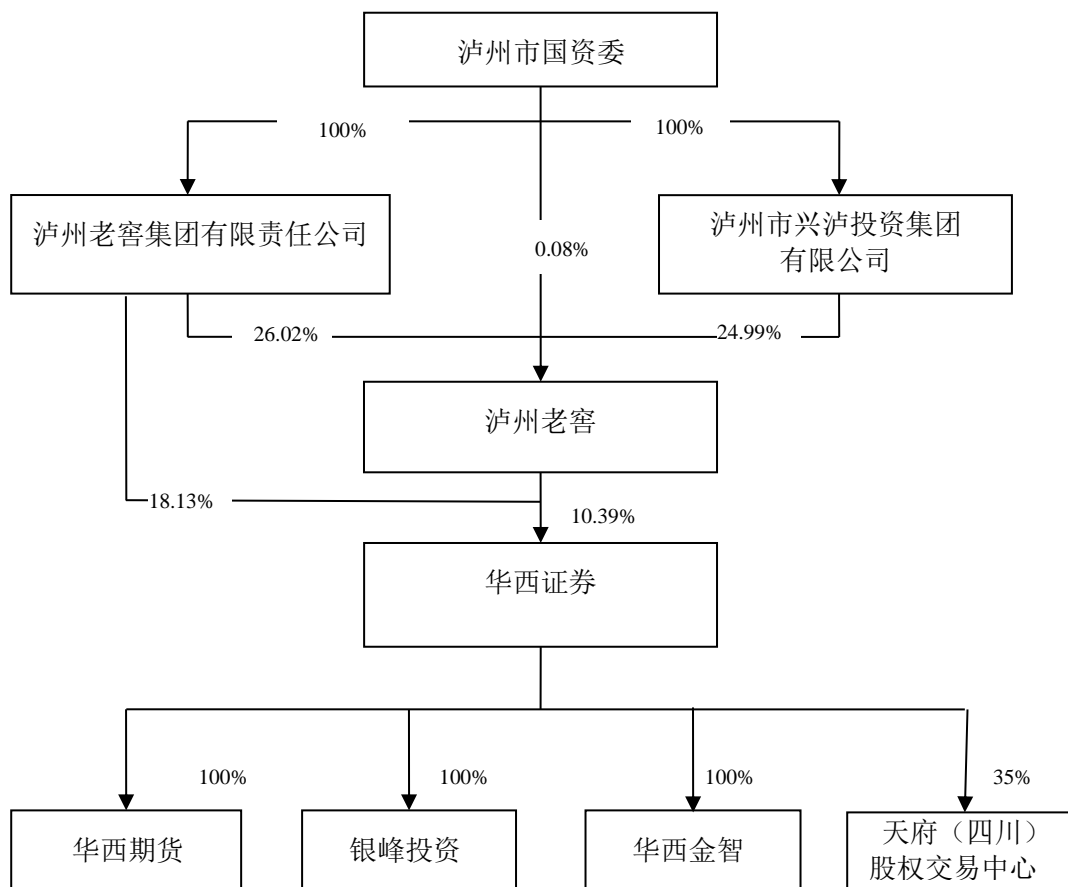 泸州市国资委
100%
100%
泸州老窖集团有限责任公司
0.08%
泸州市兴泸投资集团
有限公司
26.02%
24.99%
泸州老窖
18.13%
10.39%
华西证券
100%
100%
100%
35%
华西期货
银峰投资
华西金智
天府（四川）
股权交易中心